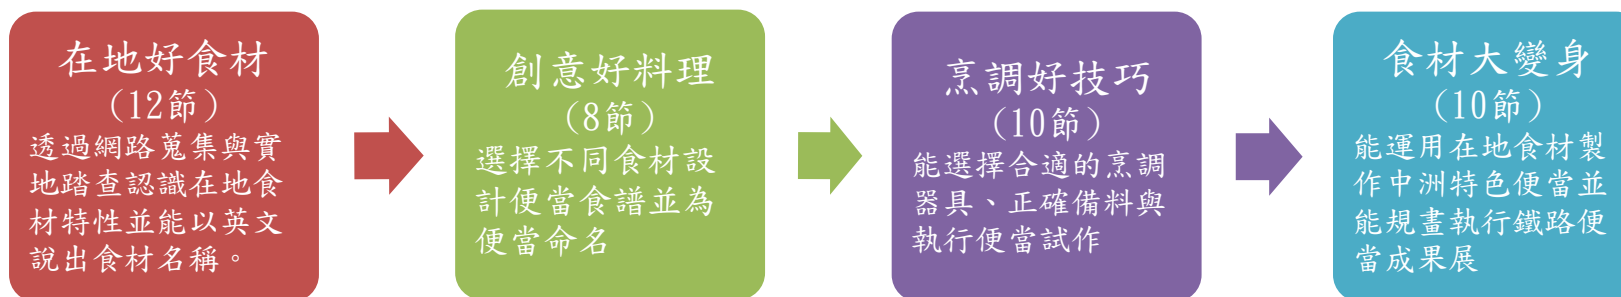 在地好食材
(12節)
透過網路蒐集與實
地踏查認識在地食
材特性並能以英文
說出食材名稱。
創意好料理
(8節)
選擇不同食材設
計便當食譜並為
便當命名
烹調好技巧
(10節)
能選擇合適的烹調
器具、正確備料與
執行便當試作
食材大變身
(10節)
能運用在地食材製
作中洲特色便當並
能規畫執行鐵路便
當成果展